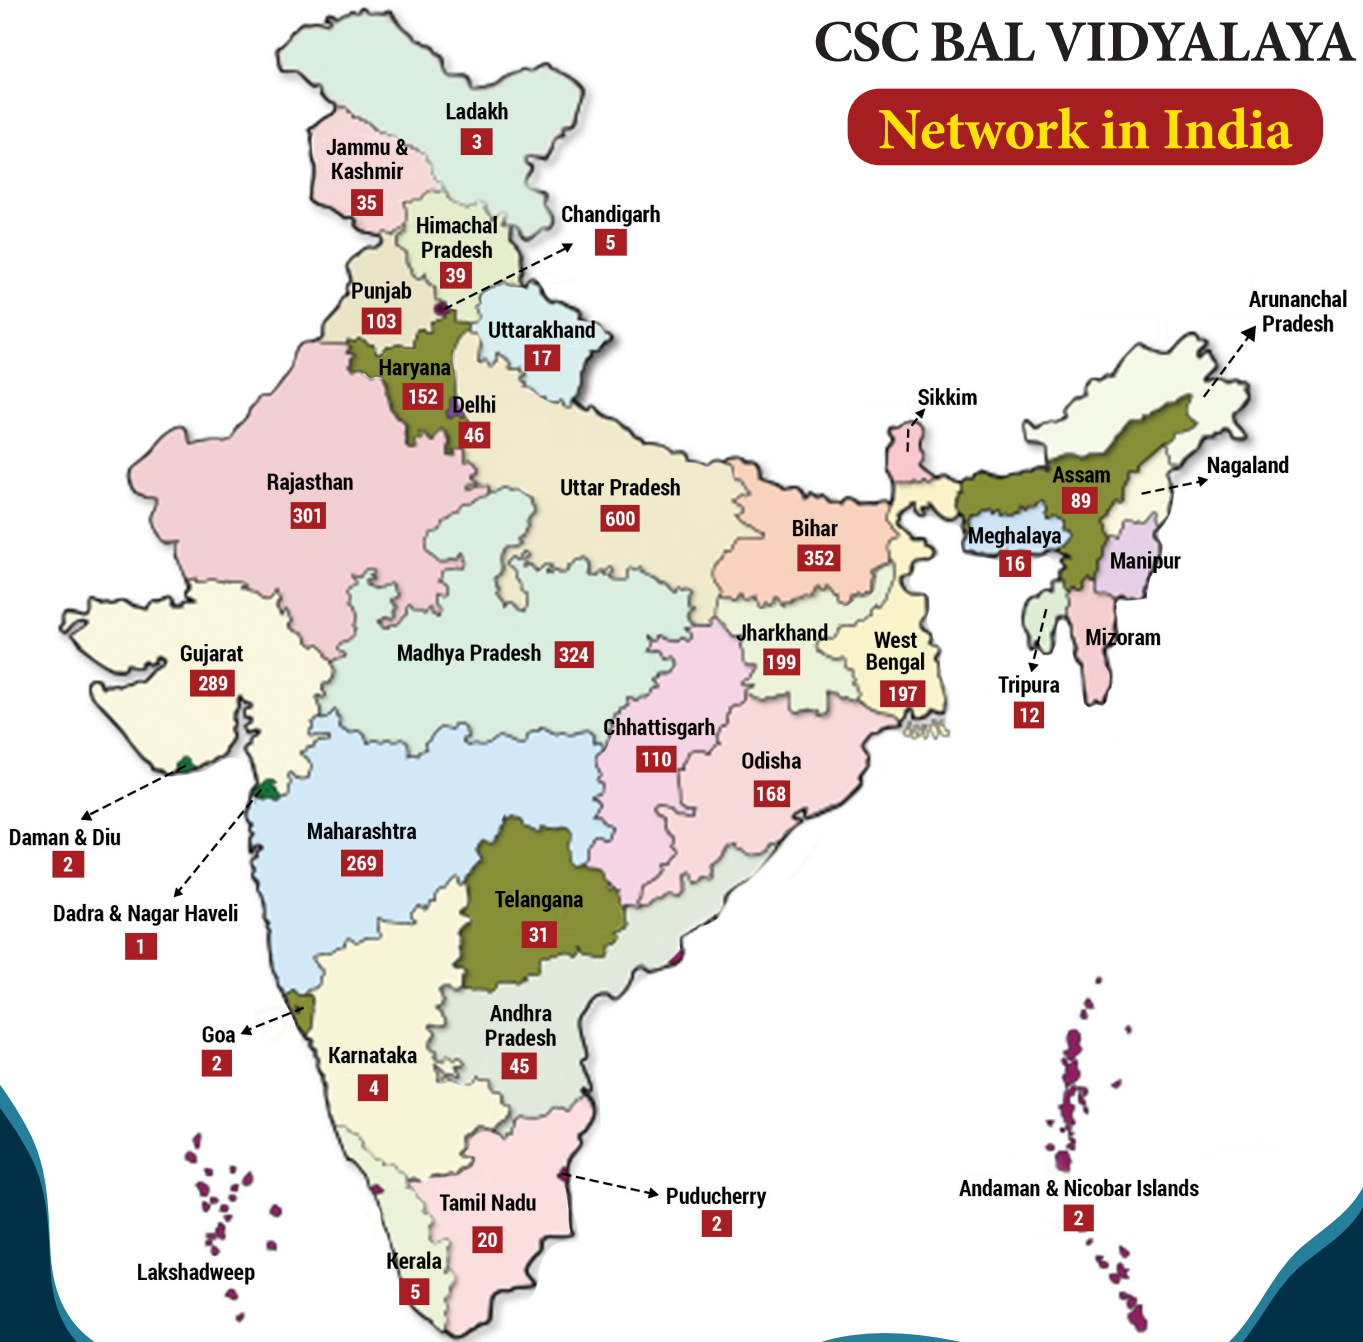 CSC BAL VIDYALAYA
Network in India
Ladakh
3
Jammu &
Kashmir
35
Himachal
Pradesh
39
Chandigarh
5
Punjab
103
Uttarakhand
17
Haryana
152
Delhi
46
Arunanchal
Pradesh
Sikkim
Nagaland
Assam
89
Rajasthan
301
Uttar Pradesh
600
Bihar
352
Meghalaya
16
Manipur
Gujarat
289
Madhya Pradesh 324
Jharkhand
199
West
Bengal
197
Mizoram
Tripura
12
Chhattisgarh
110
Odisha
168
Daman & Diu
2
Maharashtra
269
Dadra & Nagar Haveli
1
Telangana
31
Goa
2
Andhra
Pradesh
45
Karnataka
4
Tamil Nadu
20
Puducherry
2
Andaman & Nicobar Islands
2
Lakshadweep
Kerala
5